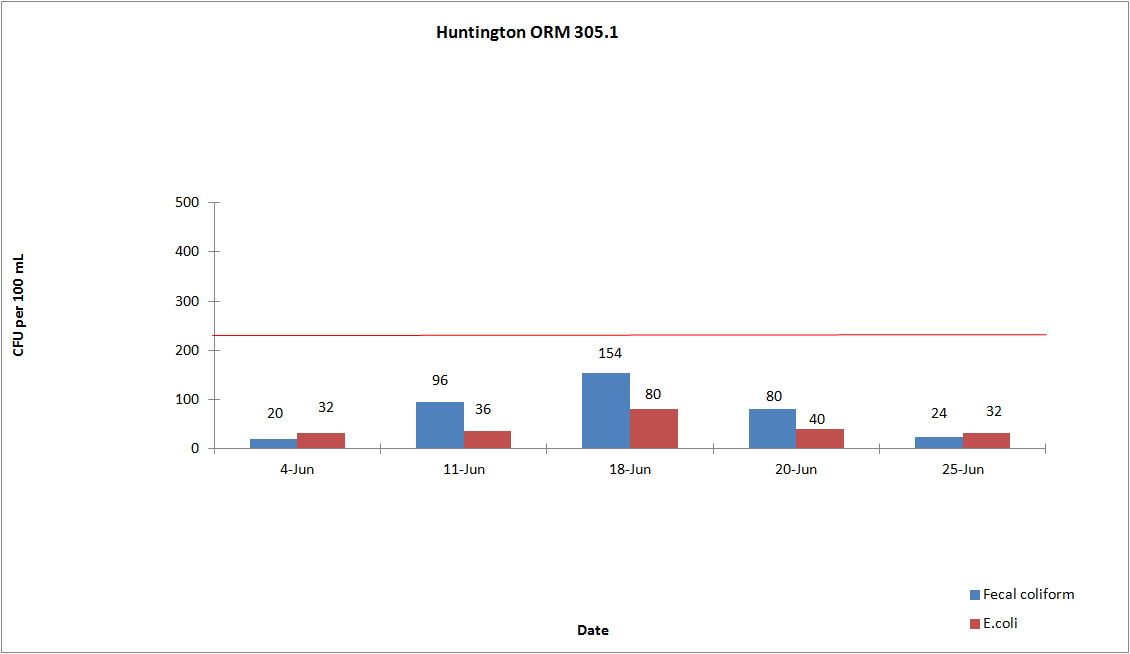 Huntington ORM 305.1
CFU per 100 mL
500
400
300
200
100
0
20
32
96
36
154
80
80
40
24
32
4-Jun
11-Jun
18-Jun
20-Jun
25-Jun
Fecal coliform
E.coli
Date